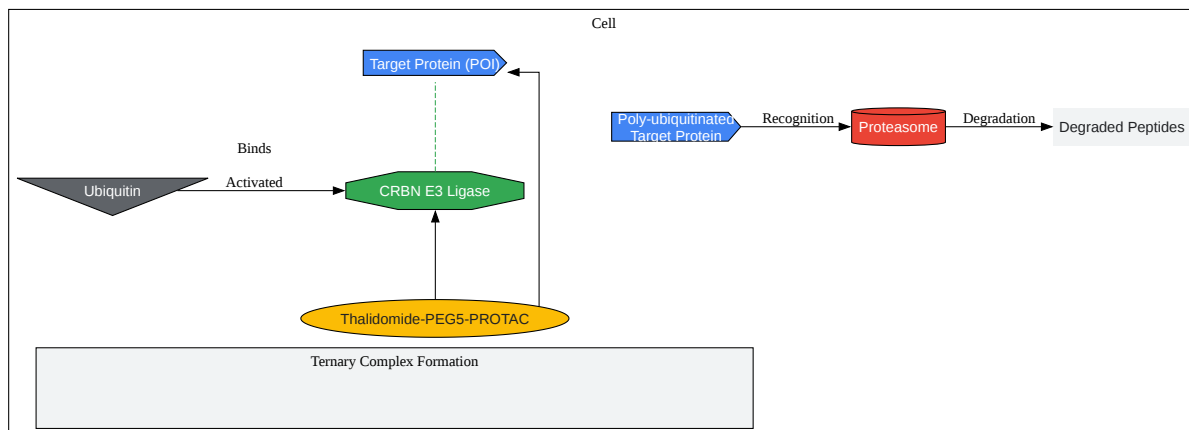 Cell
Target Protein (POI)
Poly-ubiquitinated
Target Protein
Recognition
Proteasome
Degradation
Degraded Peptides
Binds
Ubiquitin
Activated
CRBN E3 Ligase
Thalidomide-PEG5-PROTAC
Ternary Complex Formation